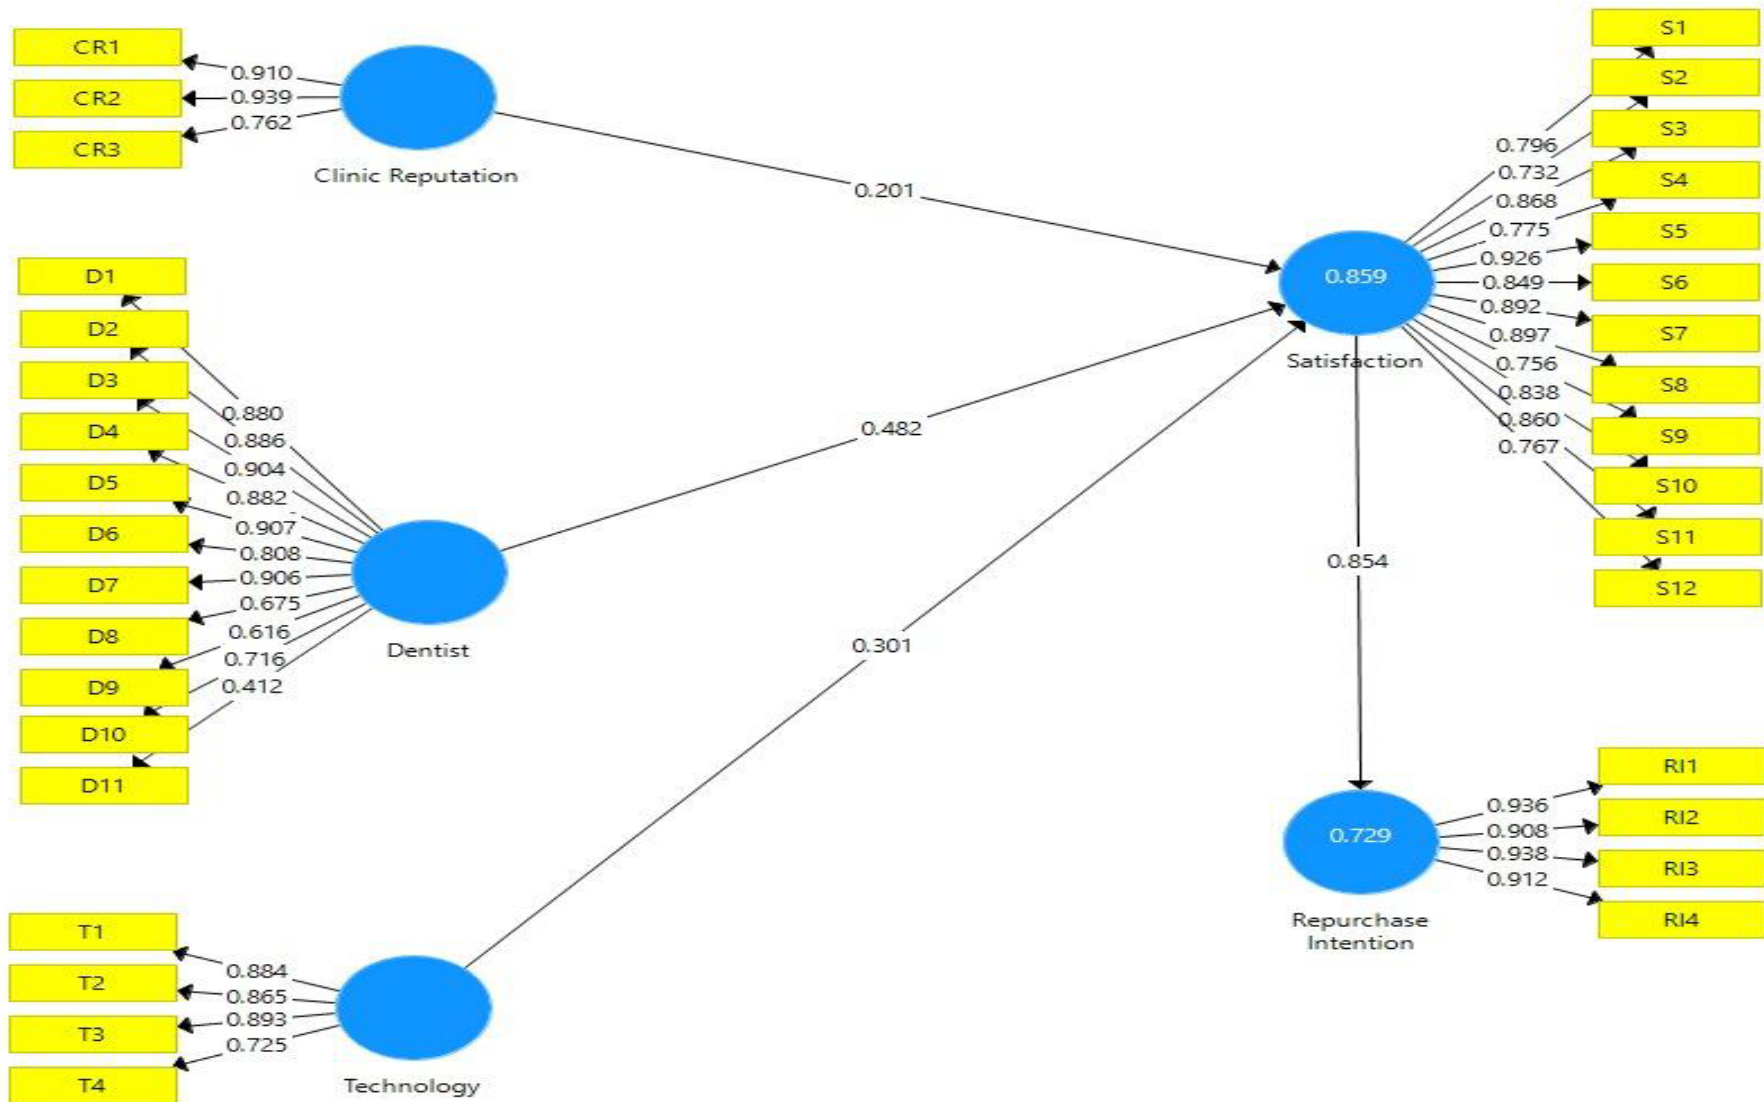 CR1
CR2
CR3
0.910
0.939
0.762
Clinic Reputation
0.201
D1
D2
D3
D4
D5
D6
D7
D8
D9
D10
D11
0.880
0.886
0.904
0.882
0.907
0.808
0.906
0.675
0.616
0.716
0.412
Dentist
0.482
T1
T2
T3
T4
0.884
0.865
0.893
0.725
Technology
0.301
0.859
Satisfaction
0.796
0.732
0.868
0.775
0.926
0.849
0.892
0.897
0.756
0.838
0.860
0.767
S1
S2
S3
S4
S5
S6
S7
S8
S9
S10
S11
S12
0.854
0.729
Repurchase
Intention
0.936
0.908
0.938
0.912
RI1
RI2
RI3
RI4